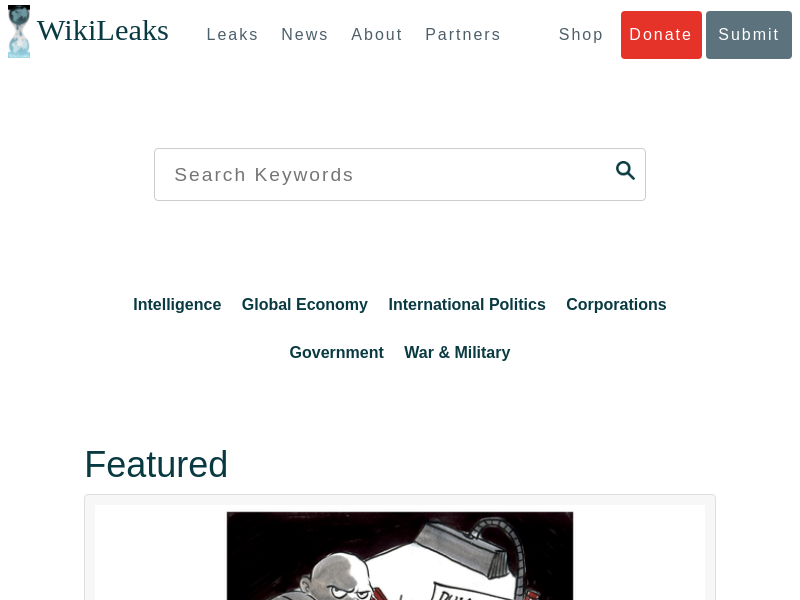 WikiLeaks
Leaks News About Partners Shop Donate Submit
Search Keywords
Intelligence Global Economy International Politics Corporations
Government War & Military
Featured